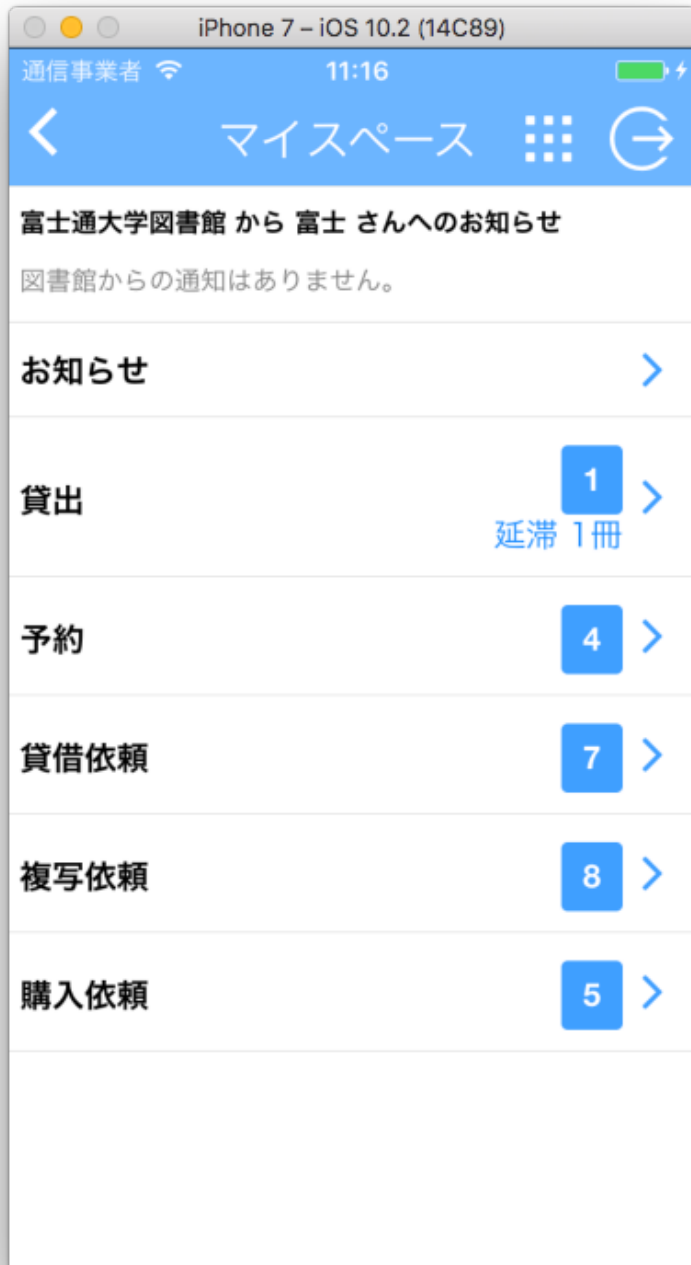 iPhone 7 – iOS 10.2 (14C89)
通信事業者 11:16
マイスペース
富士通大学図書館 から 富士 さんへのお知らせ
図書館からの通知はありません。
お知らせ
貸出 1
延滞 1冊
予約 4
貸借依頼 7
複写依頼 8
購入依頼 5